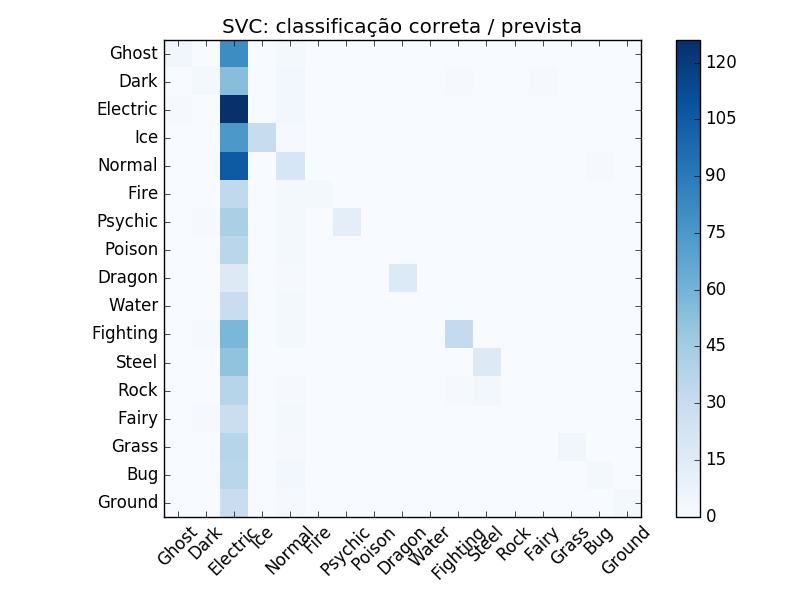 SVC: classificação correta / prevista
Ghost
Dark
Electric
Ice
Normal
Fire
Psychic
Poison
Dragon
Water
Fighting
Steel
Rock
Fairy
Grass
Bug
Ground
Ghost
Dark
Electric
Ice
Normal
Fire
Psychic
Poison
Dragon
Water
Fighting
Steel
Rock
Fairy
Grass
Bug
Ground
120
105
90
75
60
45
30
15
0